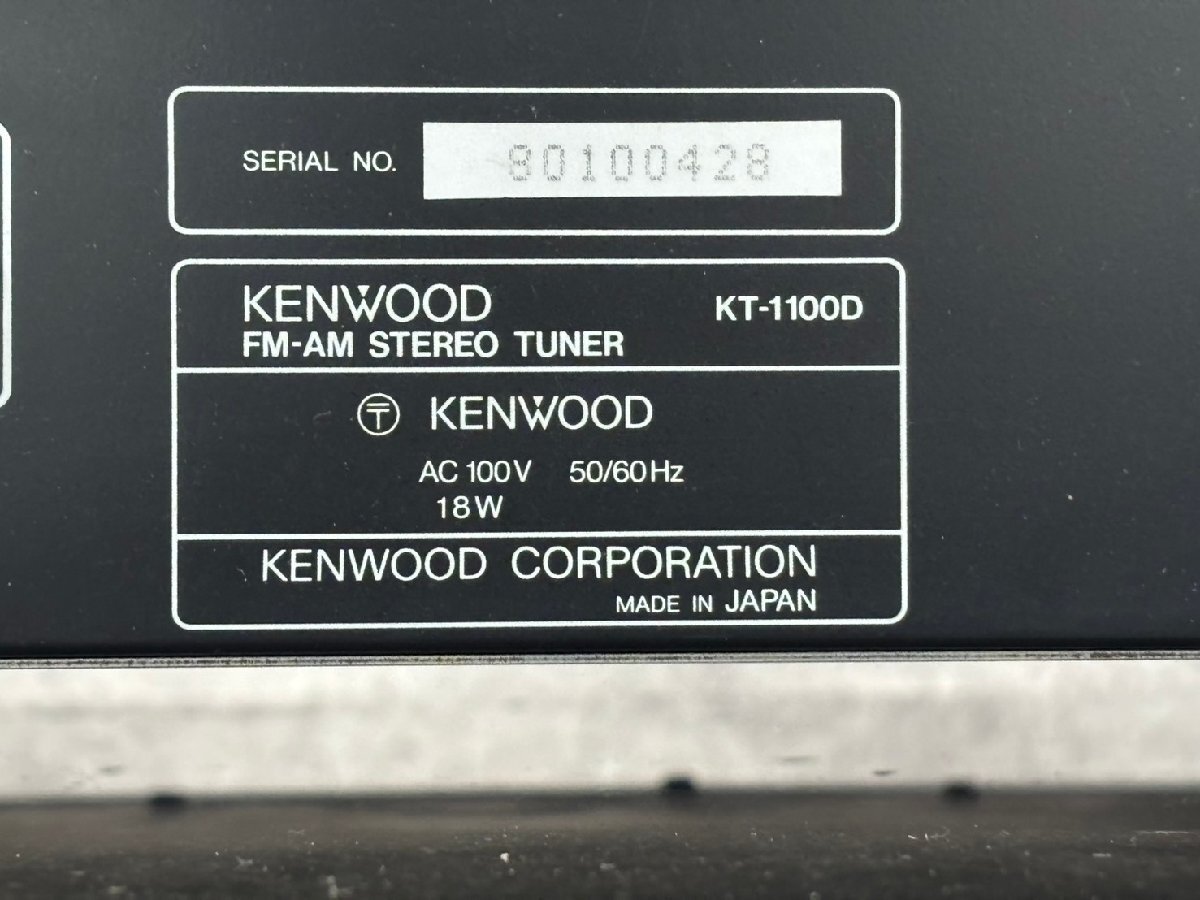 SERIAL NO. 80100428
KENWOOD KT-1100D
FM-AM STEREO TUNER
〒 KENWOOD
AC 100V 50/60Hz
18W
KENWOOD CORPORATION
MADE IN JAPAN